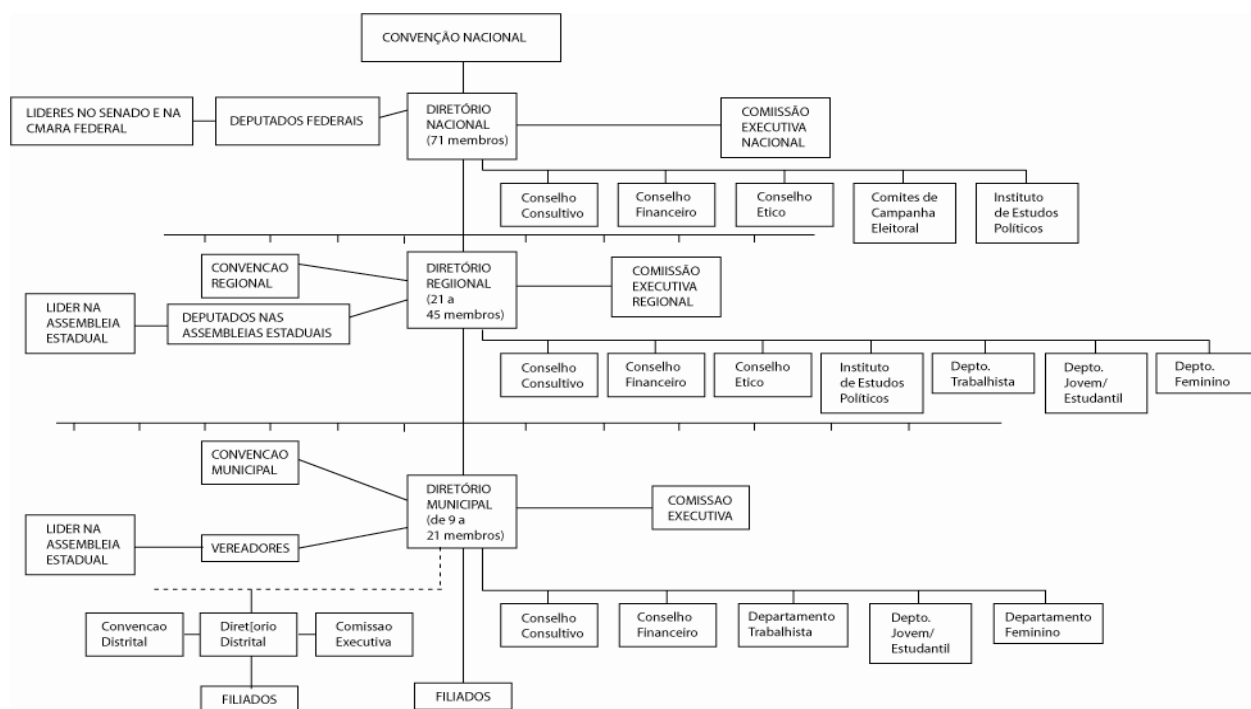 CONVENÇÃO NACIONAL
LIDERES NO SENADO E NA
CMARA FEDERAL
DEPUTADOS FEDERAIS
DIRETÓRIO
NACIONAL
(71 membros)
COMIISSÃO
EXECUTIVA
NACIONAL
Conselho
Consultivo
Conselho
Financeiro
Conselho
Etico
Comites de
Campanha
Eleitoral
Instituto
de Estudos
Políticos
CONVENCAO
REGIONAL
DIRETÓRIO
REGIIONAL
(21 a
45 membros)
COMIISSÃO
EXECUTIVA
REGIONAL
LIDER NA
ASSEMBLEIA
ESTADUAL
DEPUTADOS NAS
ASSEMBLEIAS ESTADUAIS
Conselho
Consultivo
Conselho
Financeiro
Conselho
Etico
Instituto
de Estudos
Políticos
Depto.
Trabalhista
Depto.
Jovem/
Estudantil
Depto.
Feminino
CONVENCAO
MUNICIPAL
DIRETÓRIO
MUNICIPAL
(de 9 a
21 membros)
COMISSAO
EXECUTIVA
LIDER NA
ASSEMBLEIA
ESTADUAL
VEREADORES
Convencao
Distrital
Diret[orio
Distrital
Comissao
Executiva
Conselho
Consultivo
Conselho
Financeiro
Departamento
Trabalhista
Depto.
Jovem/
Estudantil
Departamento
Feminino
FILIADOS
FILIADOS